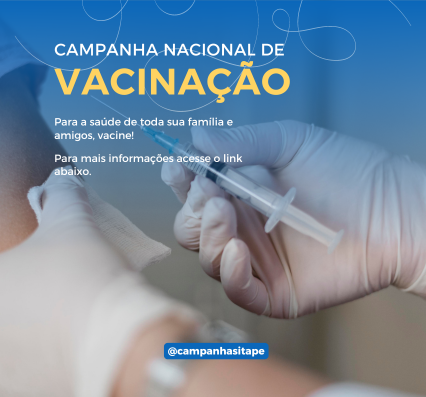 CAMPANHA NACIONAL DE
VACINAÇÃO
Para a saúde de toda sua família e
amigos, vacine!
Para mais informações acesse o link
abaixo.
@campanhasitape